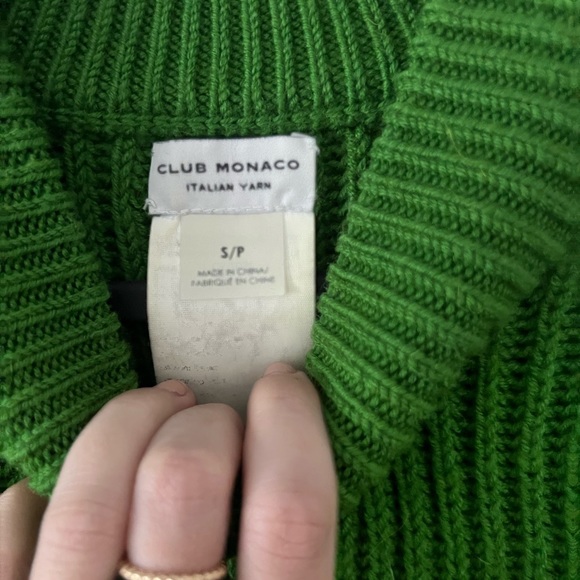 CLUB MONACO
ITALIAN YARN
S/P
MADE IN CHINA/
FABRIQUÉ EN CHINE